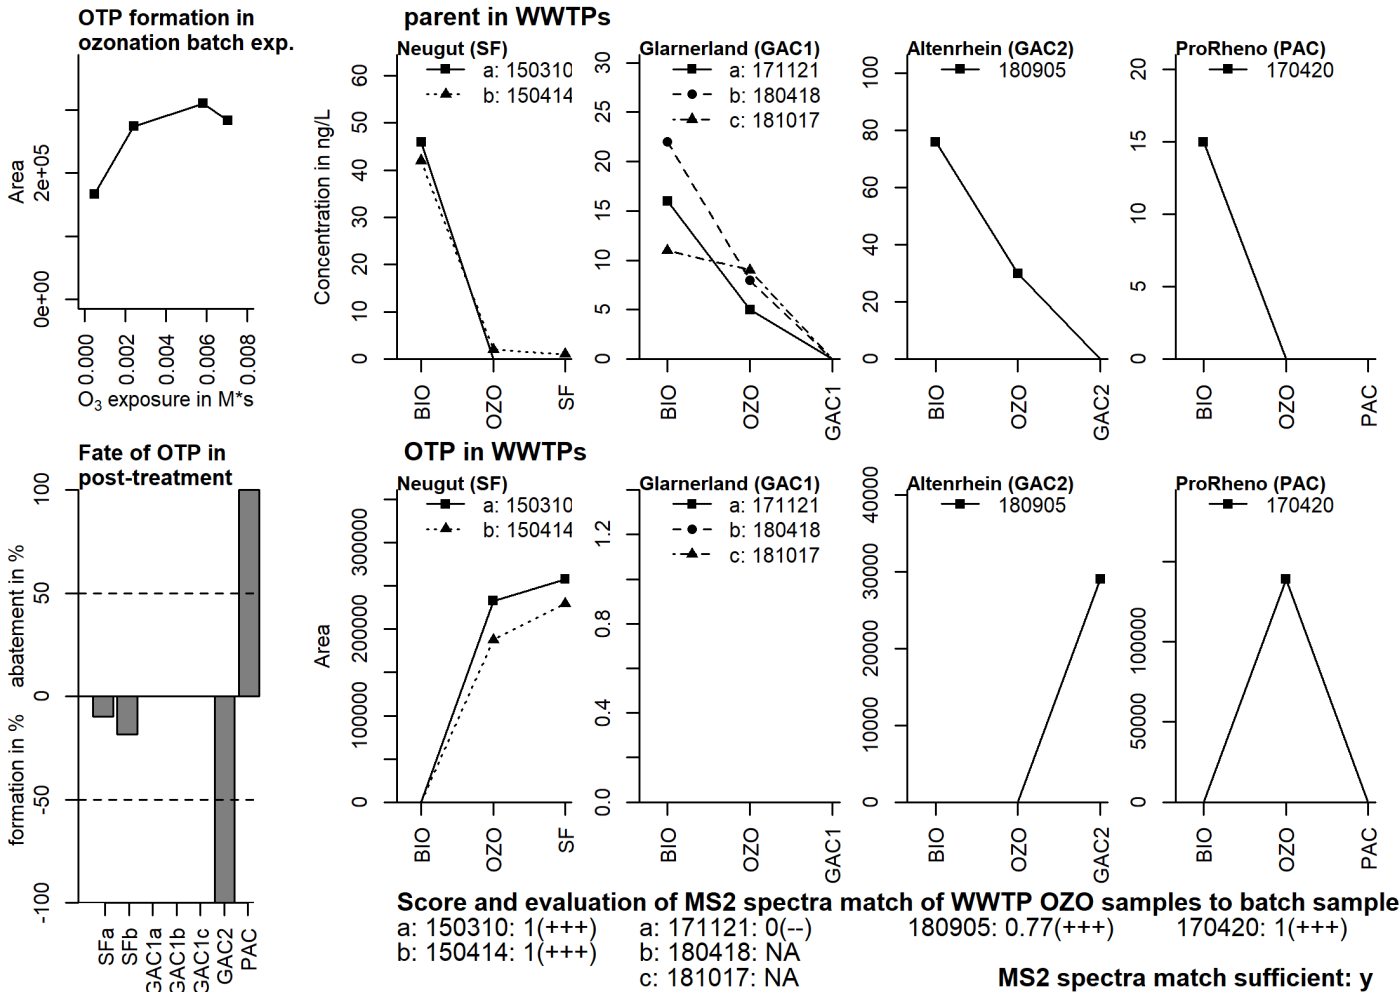 OTP formation in
ozonation batch exp.
Area
0e+00
2e+05
0.000
0.002
0.004
0.006
0.008
O3 exposure in M*s
parent in WWTPs
Concentration in ng/L
Neugut (SF)
a: 150310
b: 150414
60
50
40
30
20
10
0
BIO
OZO
SF
Glarnerland (GAC1)
a: 171121
b: 180418
c: 181017
30
25
20
15
10
5
0
BIO
OZO
GAC1
Altenrhein (GAC2)
180905
100
80
60
40
20
0
BIO
OZO
GAC2
ProRheno (PAC)
170420
20
15
10
5
0
BIO
OZO
PAC
Fate of OTP in
post-treatment
formation in % abatement in %
100
50
0
-50
-100
SFa
SFb
GAC1a
GAC1b
GAC1c
GAC2
PAC
OTP in WWTPs
Area
Neugut (SF)
a: 150310
b: 150414
300000
200000
100000
0
BIO
OZO
SF
Glarnerland (GAC1)
a: 171121
b: 180418
c: 181017
1.2
0.8
0.4
0.0
BIO
OZO
GAC1
Altenrhein (GAC2)
180905
40000
30000
20000
10000
0
BIO
OZO
GAC2
ProRheno (PAC)
170420
100000
50000
0
BIO
OZO
PAC
Score and evaluation of MS2 spectra match of WWTP OZO samples to batch sample
a: 150310: 1(+++)
b: 150414: 1(+++)
a: 171121: 0(--)
b: 180418: NA
c: 181017: NA
180905: 0.77(+++)
170420: 1(+++)
MS2 spectra match sufficient: y